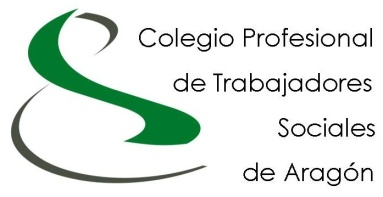 Colegio Profesional
de Trabajadores
Sociales
de Aragón